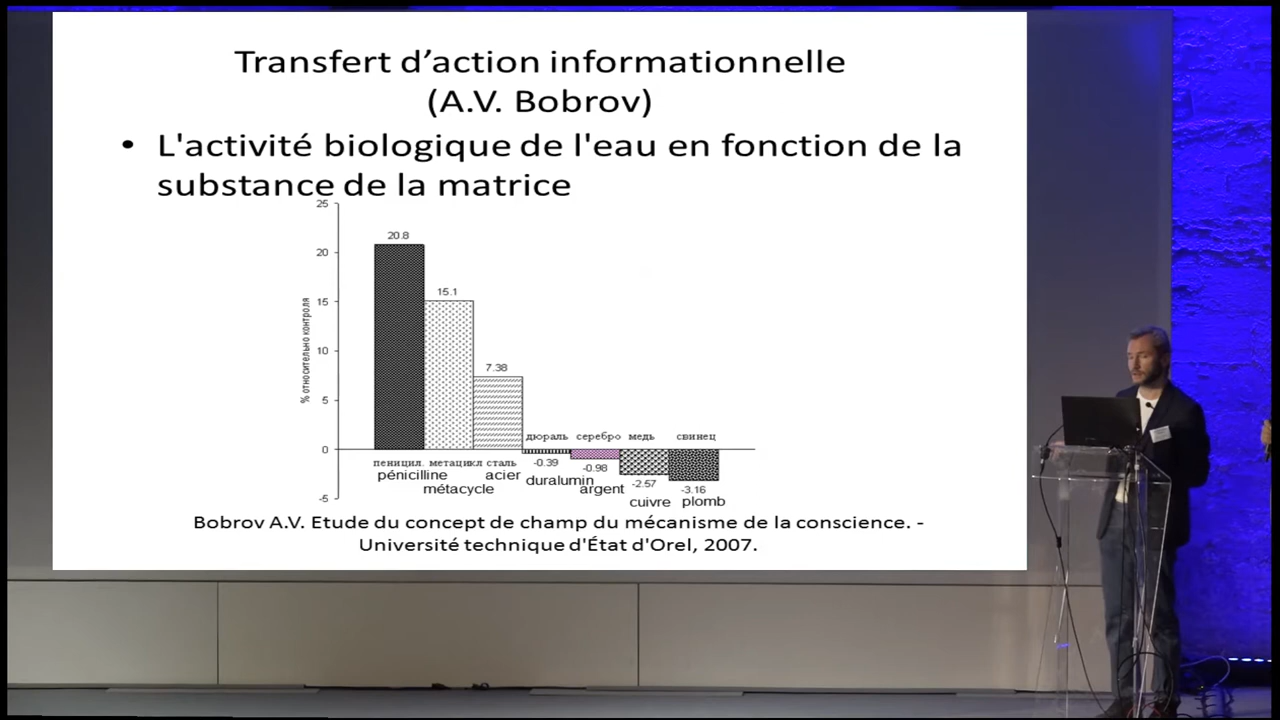 Transfert d’action informationnelle
(A.V. Bobrov)
• L'activité biologique de l'eau en fonction de la
substance de la matrice
25
20
15
10
5
0
-5
% относительно контроля
20.8
15.1
7.38
дюраль серебро медь свинец
пеницил. метацикл сталь
-0.39
-0.98
-2.57
-3.16
pénicilline
métacycle
acier
duralumin
argent
cuivre
plomb
Bobrov A.V. Etude du concept de champ du mécanisme de la conscience. -
Université technique d'État d'Orel, 2007.